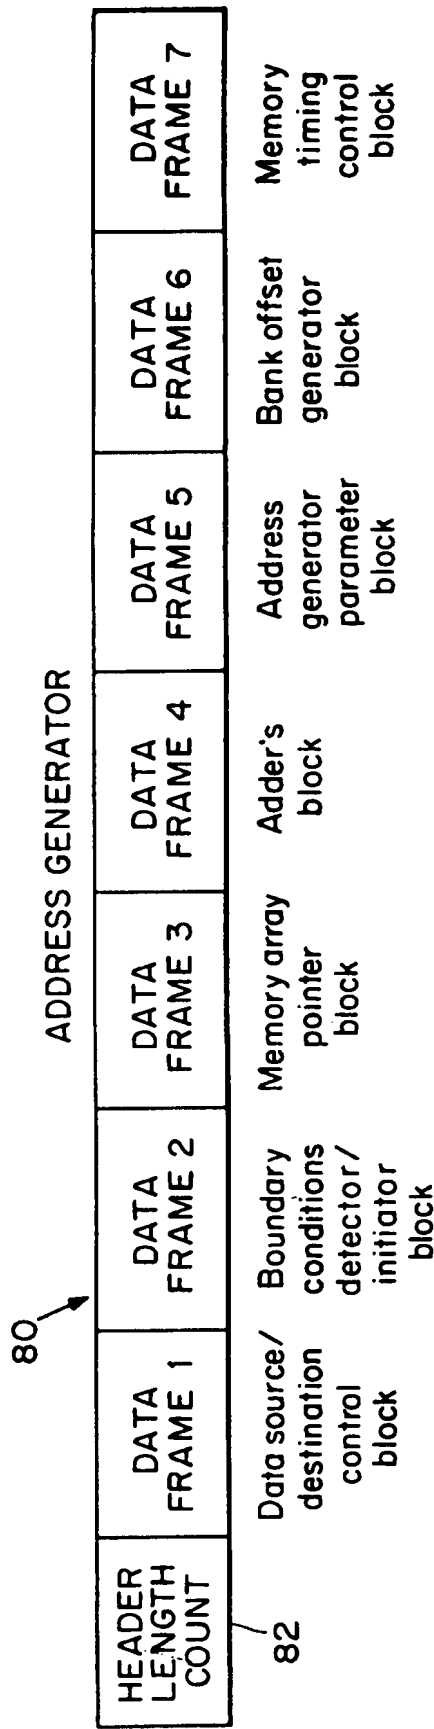 ADDRESS GENERATOR
80
HEADER
LENGTH
COUNT
DATA
FRAME 1
DATA
FRAME 2
DATA
FRAME 3
DATA
FRAME 4
DATA
FRAME 5
DATA
FRAME 6
DATA
FRAME 7
82
Data source/
destination
control
block
Boundary
conditions
detector/
initiator
block
Memory array
pointer
block
Adder's
block
Address
generator
parameter
block
Bank offset
generator
block
Memory
timing
control
block